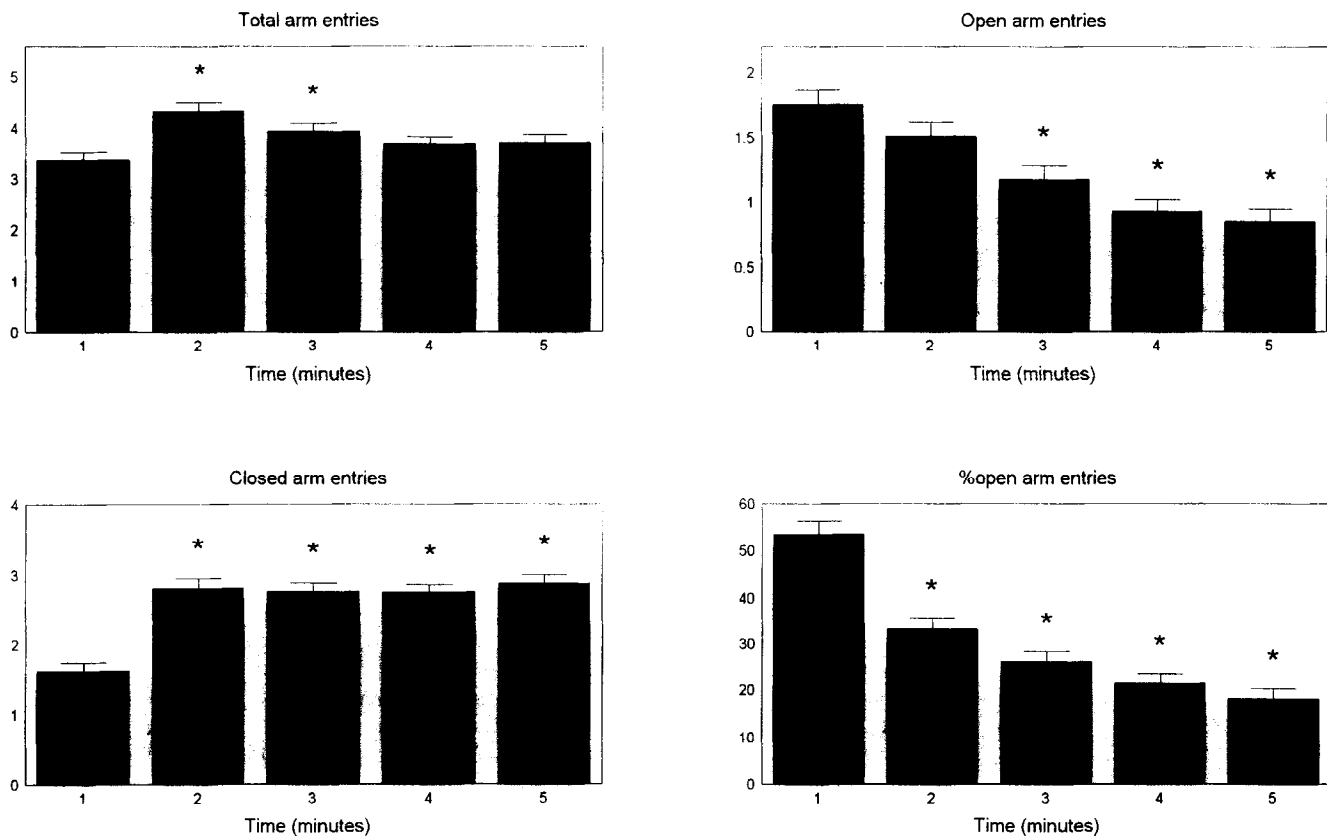 Total arm entries
5
*
*
4
3
2
1
0
1 2 3 4 5
Time (minutes)
Open arm entries
2
1.5
*
*
*
1
0.5
0
1 2 3 4 5
Time (minutes)
Closed arm entries
4
* * * *
3
2
1
0
1 2 3 4 5
Time (minutes)
%open arm entries
60
50
*
40
*
*
*
30
20
10
0
1 2 3 4 5
Time (minutes)